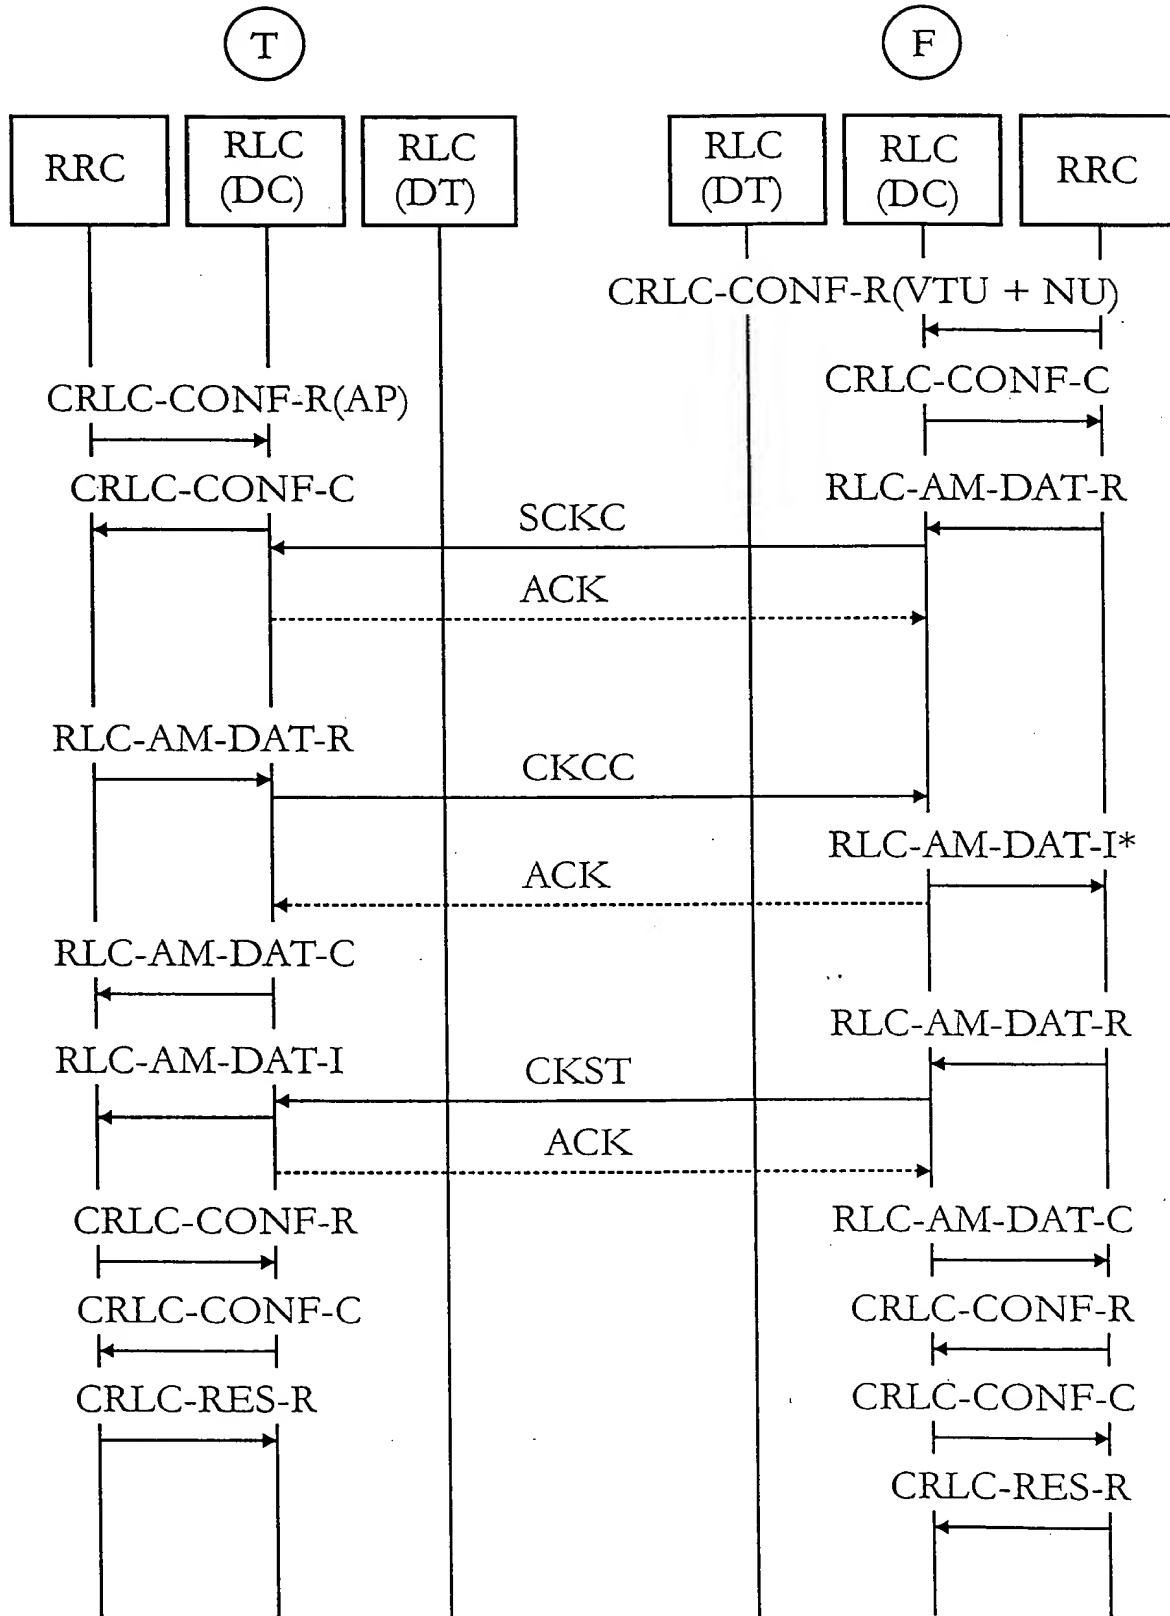 T
F
RRC
RLC
(DC)
RLC
(DT)
RLC
(DT)
RLC
(DC)
RRC
CRLC-CONF-R(VTU + NU)
CRLC-CONF-R(AP)
CRLC-CONF-C
CRLC-CONF-C
RLC-AM-DAT-R
SCKC
ACK
RLC-AM-DAT-R
CKCC
RLC-AM-DAT-I*
ACK
RLC-AM-DAT-C
RLC-AM-DAT-R
RLC-AM-DAT-I
CKST
ACK
CRLC-CONF-R
RLC-AM-DAT-C
CRLC-CONF-C
CRLC-CONF-R
CRLC-RES-R
CRLC-CONF-C
CRLC-RES-R